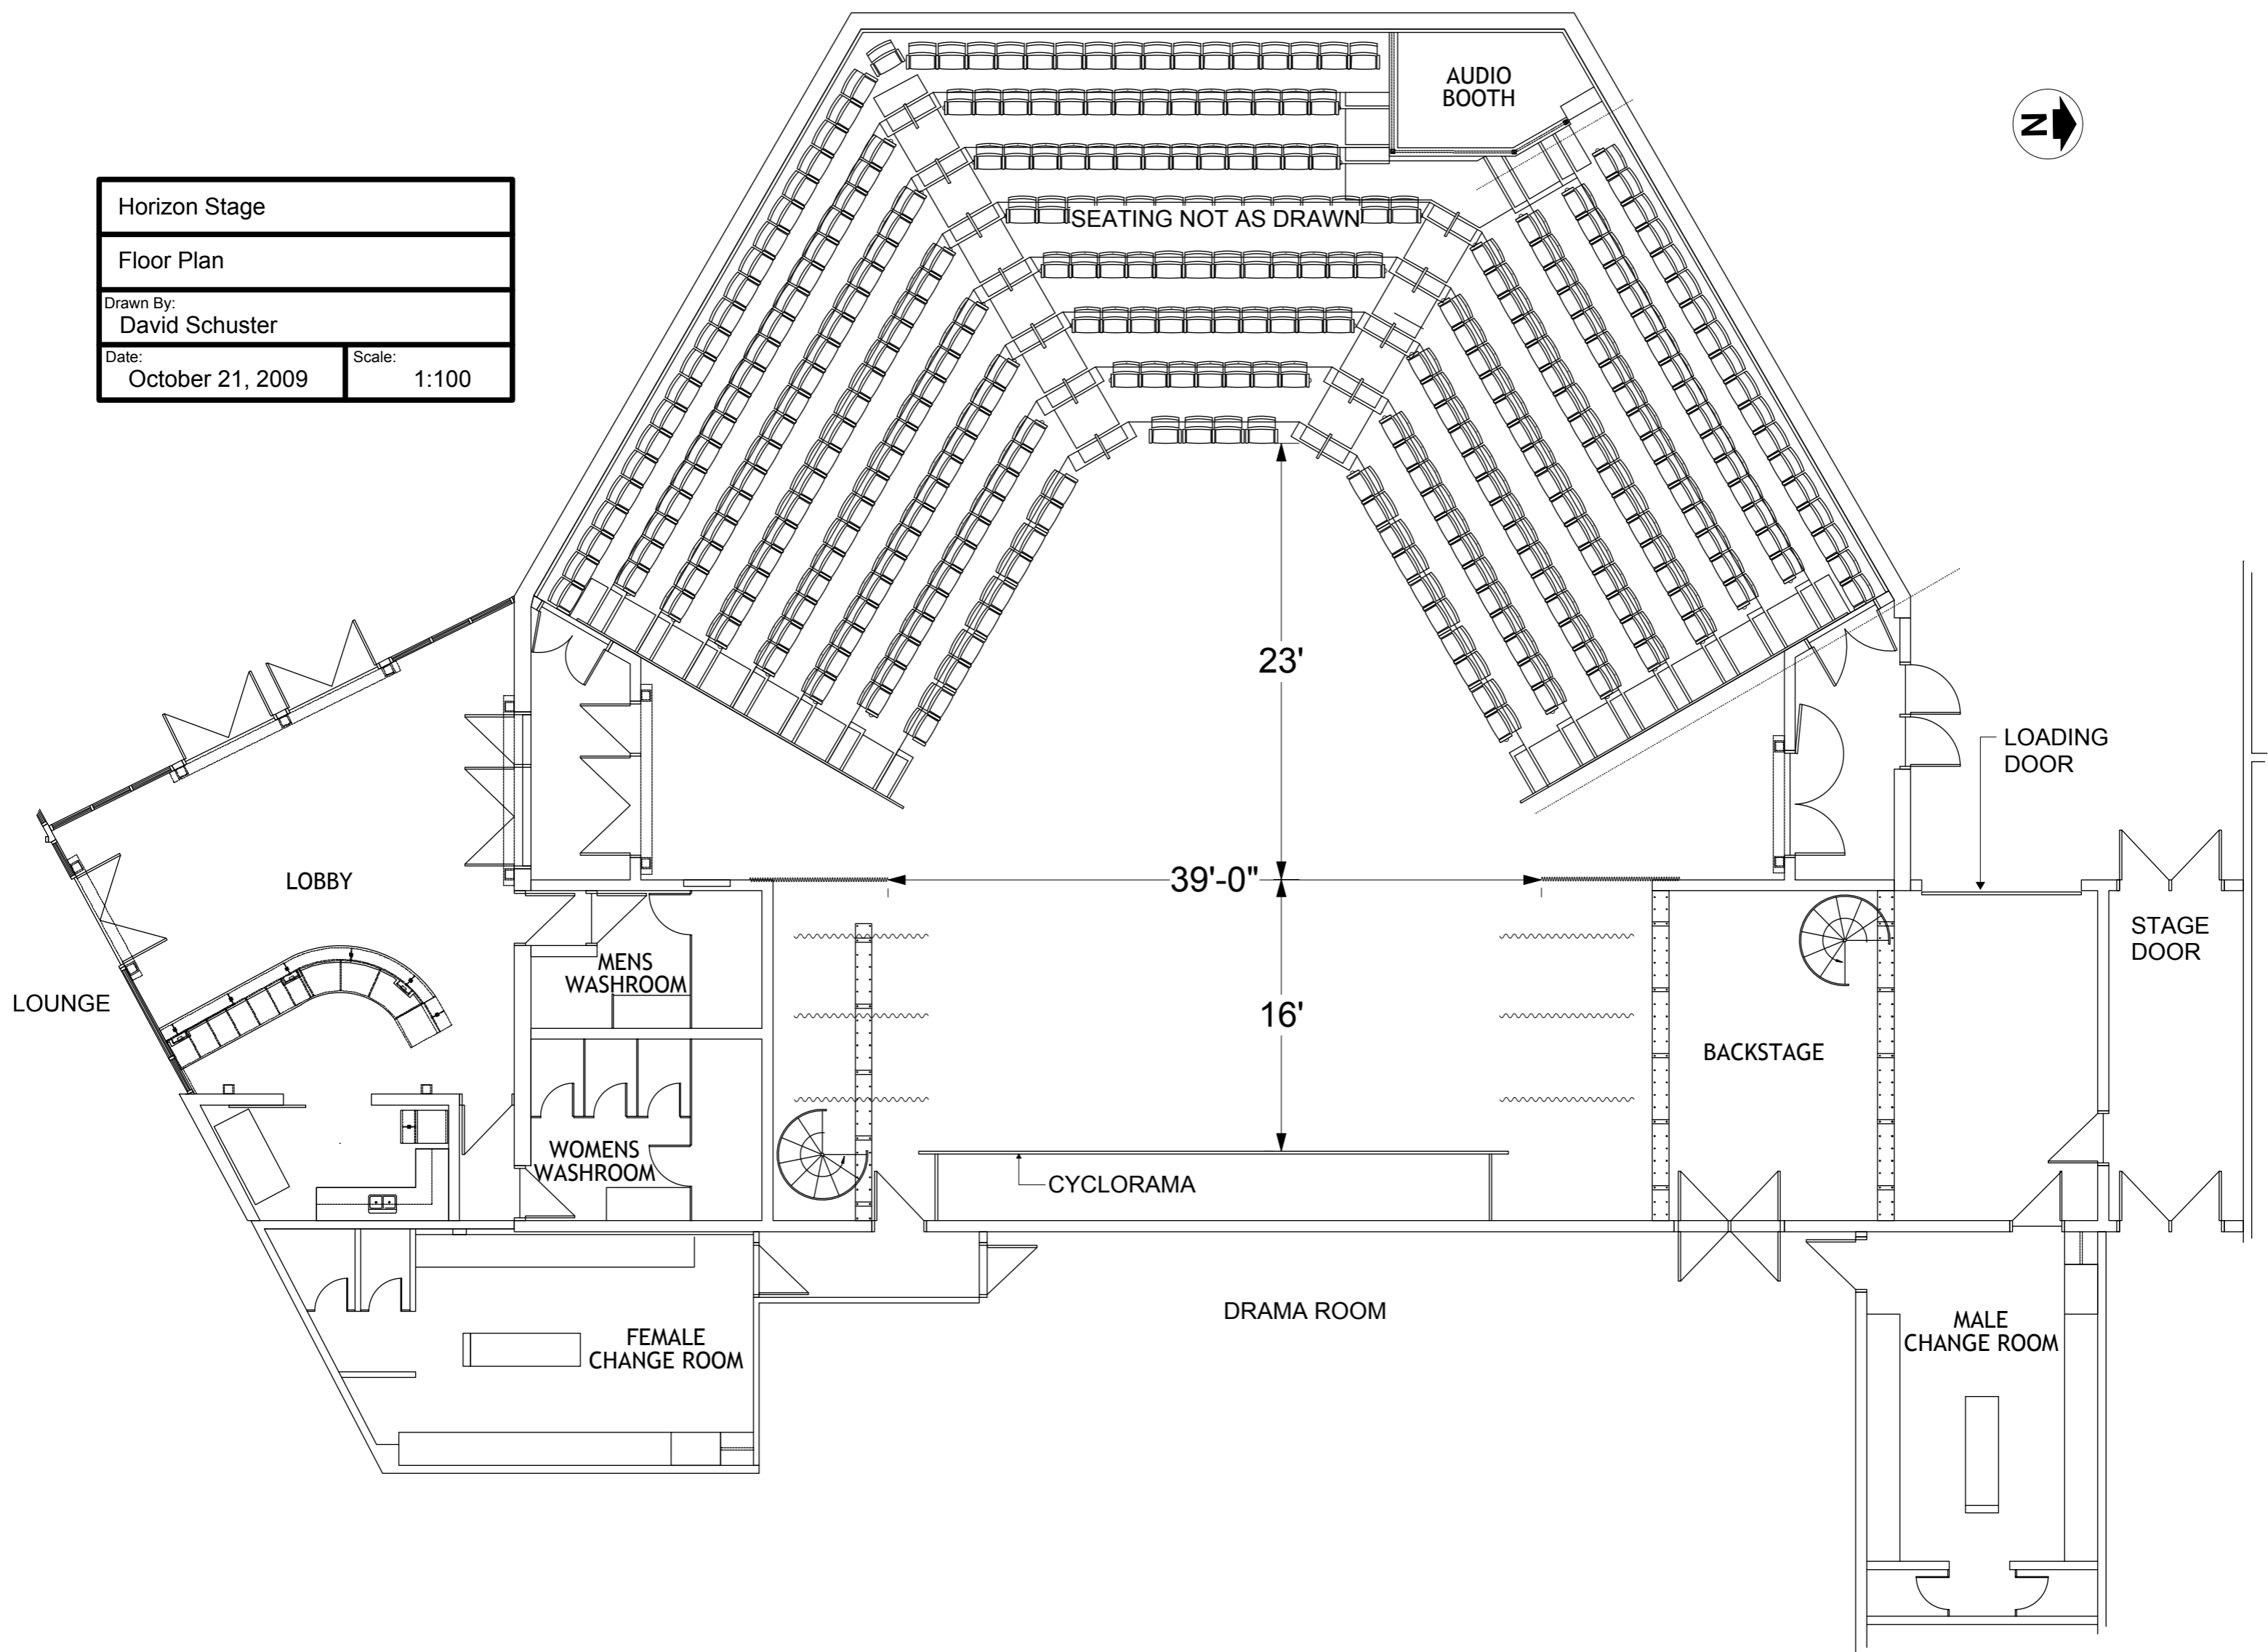 Horizon Stage
Floor Plan
Drawn By:
David Schuster
Date:
October 21, 2009
Scale:
1:100
AUDIO
BOOTH
N
SEATING NOT AS DRAWN
23'
LOADING
DOOR
LOBBY
39'-0"
STAGE
DOOR
MENS
WASHROOM
LOUNGE
16'
BACKSTAGE
WOMENS
WASHROOM
CYCLORAMA
DRAMA ROOM
FEMALE
CHANGE ROOM
MALE
CHANGE ROOM